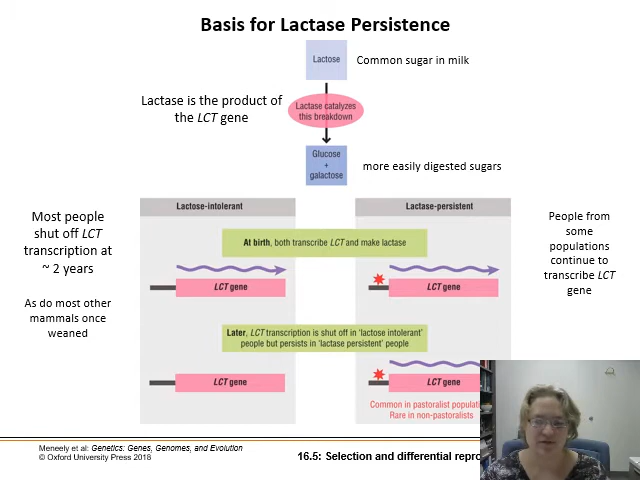 Basis for Lactase Persistence
Lactose
Common sugar in milk
Lactase is the product of
the LCT gene
Lactase catalyzes
this breakdown
Glucose
+
galactose
more easily digested sugars
Most people
shut off LCT
transcription at
~ 2 years
As do most other
mammals once
weaned
Lactose-intolerant
Lactase-persistent
At birth, both transcribe LCT and make lactase
LCT gene
LCT gene
Later, LCT transcription is shut off in 'lactose intolerant'
people but persists in 'lactase persistent' people
LCT gene
LCT gene
Common in pastoralist
Rare in non-pastoralists
People from
some
populations
continue to
transcribe LCT
gene
Meneely et al: Genetics: Genes, Genomes, and Evolution
© Oxford University Press 2018
16.5: Selection and differential